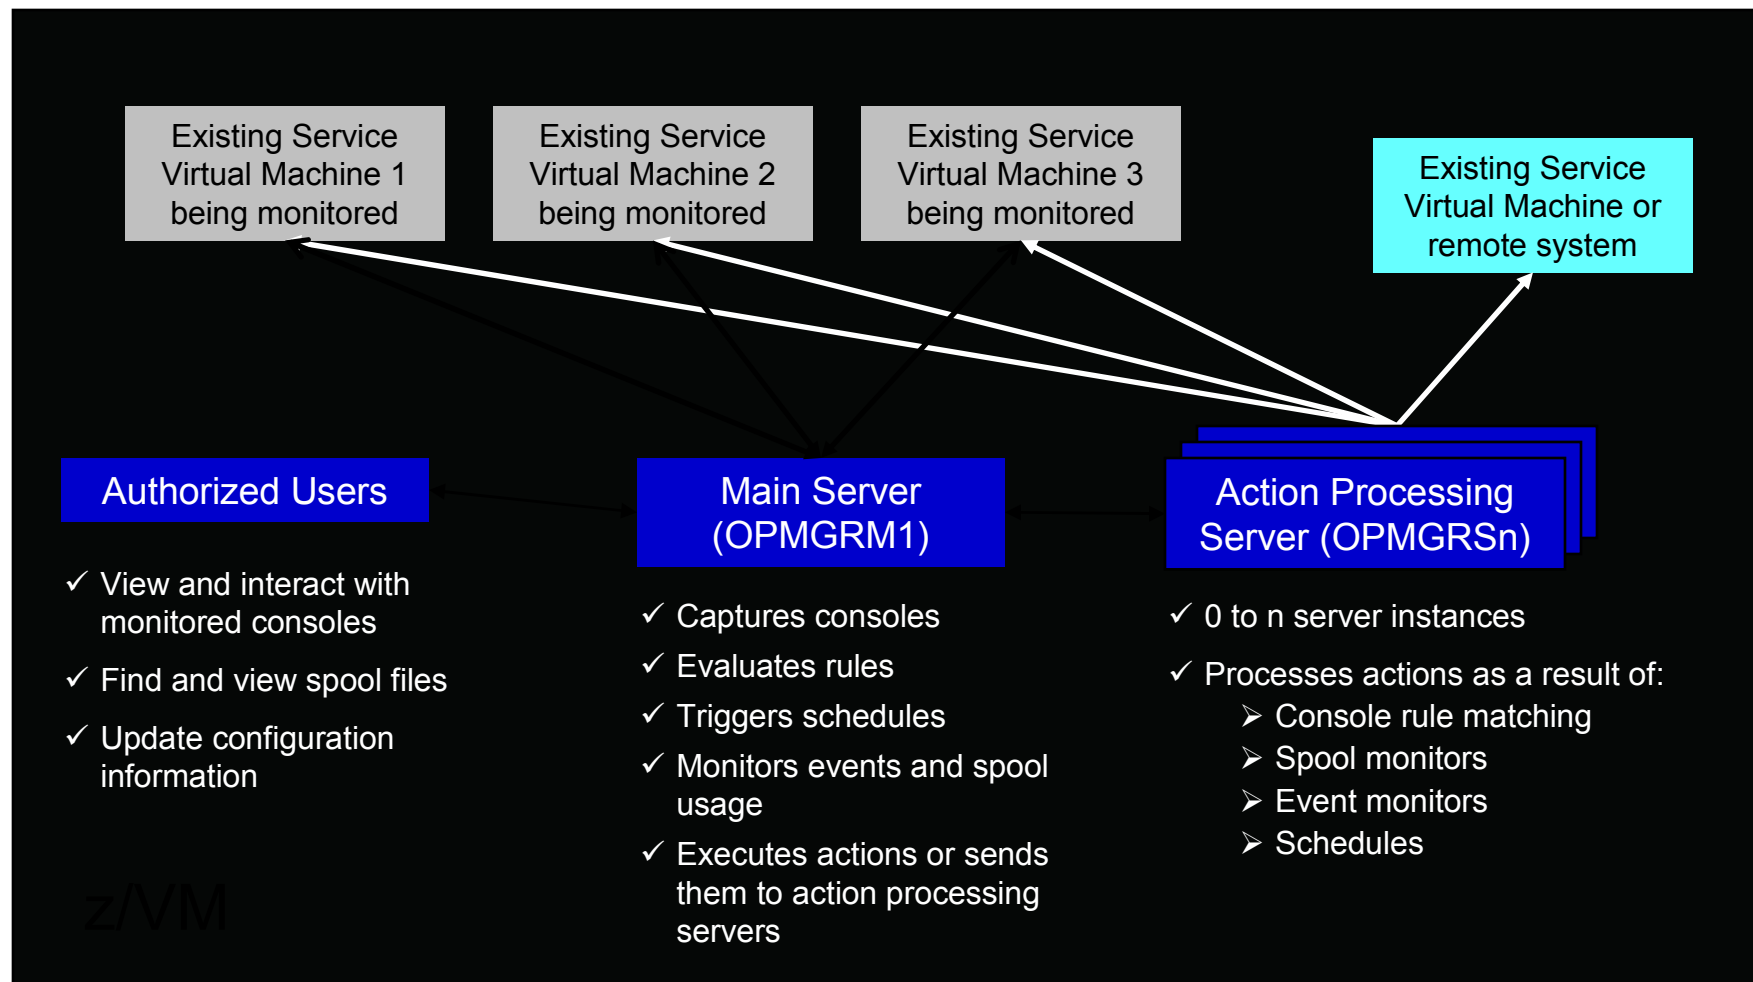 Existing Service
Virtual Machine 1
being monitored
Existing Service
Virtual Machine 2
being monitored
Existing Service
Virtual Machine 3
being monitored
Existing Service
Virtual Machine or
remote system
Authorized Users
Main Server
(OPMGRM1)
Action Processing
Server (OPMGRSn)
✓ View and interact with
monitored consoles
✓ Find and view spool files
✓ Update configuration
information
✓ Captures consoles
✓ Evaluates rules
✓ Triggers schedules
✓ Monitors events and spool
usage
✓ Executes actions or sends
them to action processing
servers
✓ 0 to n server instances
✓ Processes actions as a result of:
➢ Console rule matching
➢ Spool monitors
➢ Event monitors
➢ Schedules
z/VM